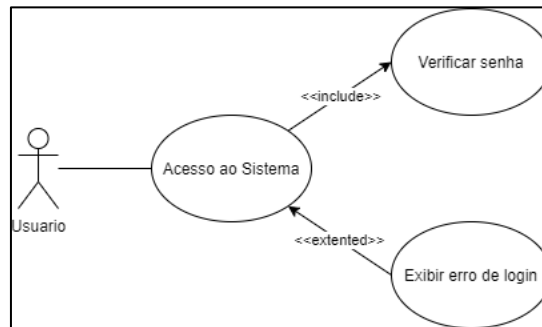 Verificar senha
<<include>>
Acesso ao Sistema
Usuario
<<extented>>
Exibir erro de login